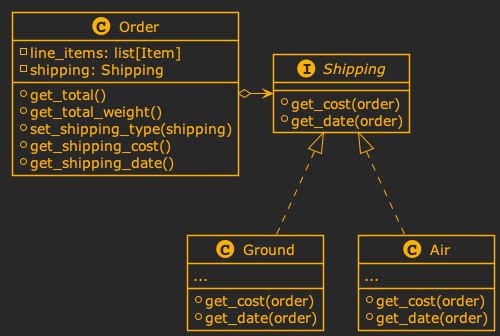 C Order
line_items: list[Item]
shipping: Shipping
get_total()
get_total_weight()
set_shipping_type(shipping)
get_shipping_cost()
get_shipping_date()
I Shipping
get_cost(order)
get_date(order)
C Ground
...
get_cost(order)
get_date(order)
C Air
...
get_cost(order)
get_date(order)